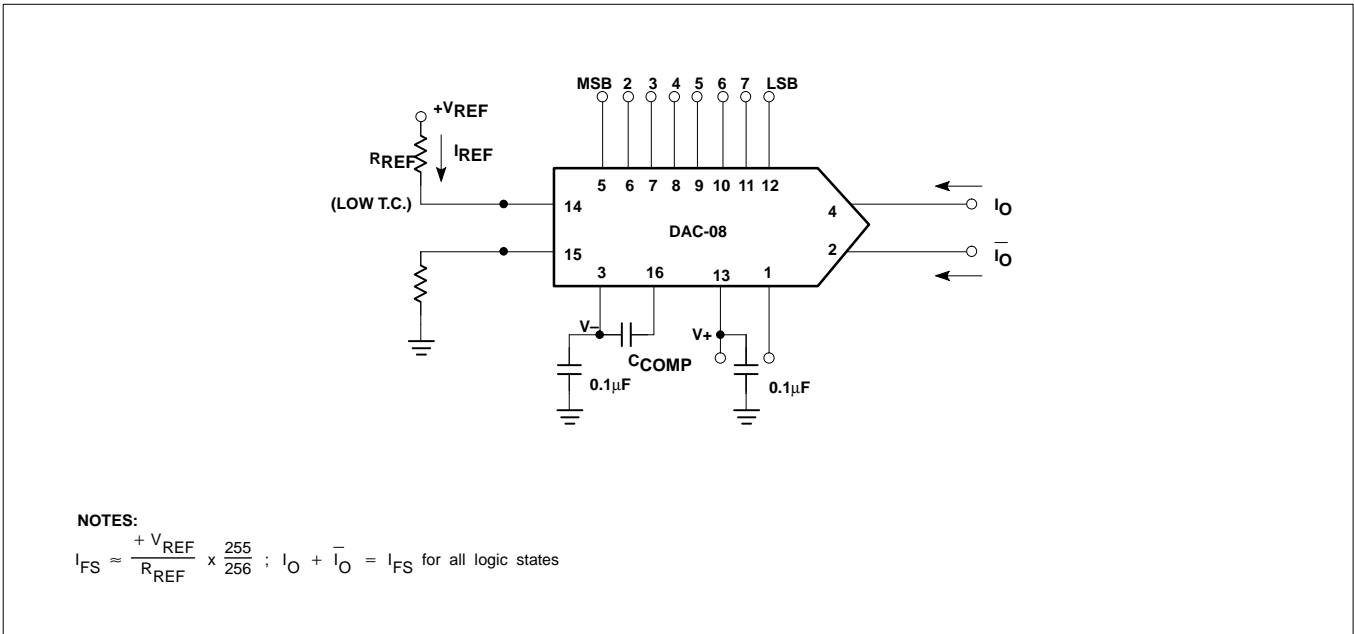 MSB 2 3 4 5 6 7 LSB
+VREF
RREF
IREF
(LOW T.C.)
5 6 7 8 9 10 11 12
14
4
IO
DAC-08
15
2
I̅O
3 16 13 1
V–
V+
CCOMP
0.1μF
0.1μF
NOTES:
IFS ≈ + VREF / RREF x 255/256 ; IO + I̅O = IFS for all logic states